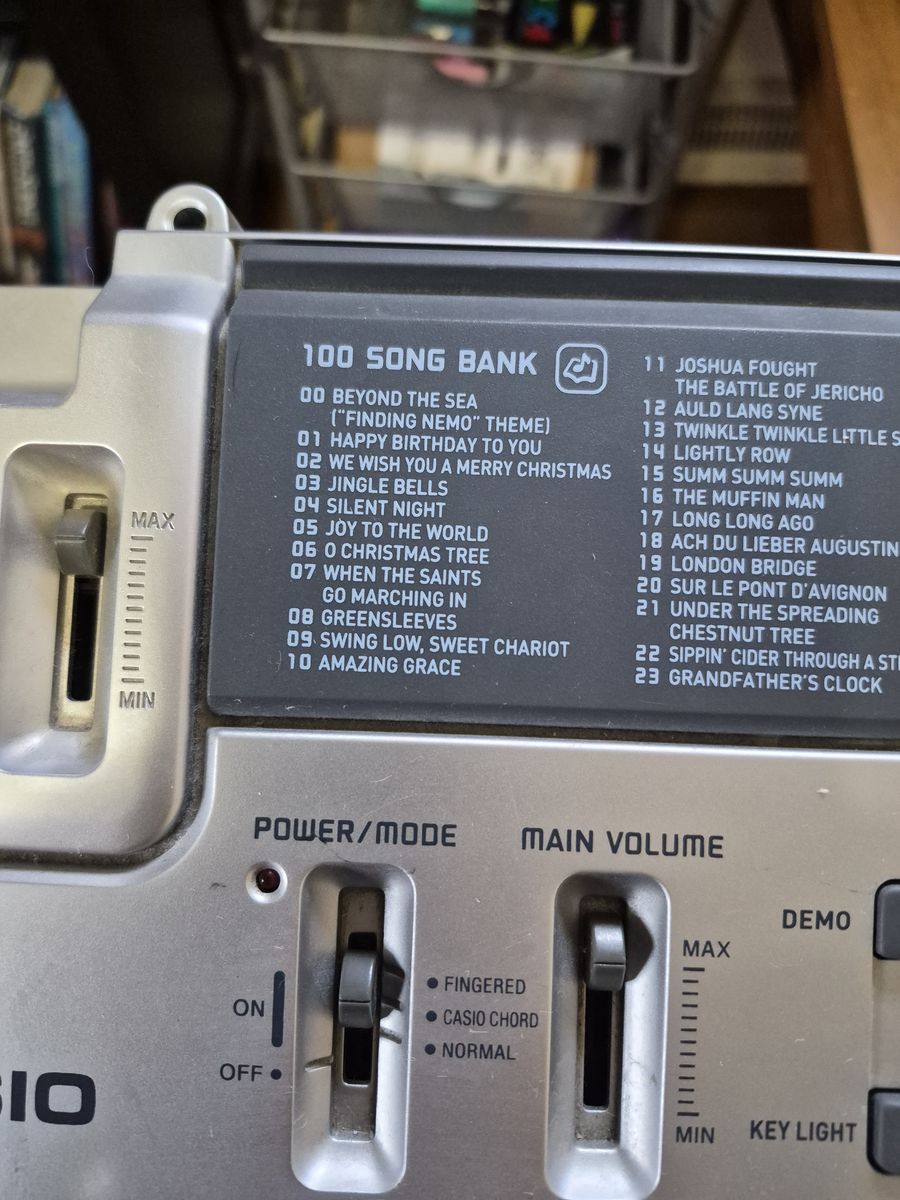 100 SONG BANK
00 BEYOND THE SEA
("FINDING NEMO" THEME)
01 HAPPY BIRTHDAY TO YOU
02 WE WISH YOU A MERRY CHRISTMAS
03 JINGLE BELLS
04 SILENT NIGHT
05 JOY TO THE WORLD
06 O CHRISTMAS TREE
07 WHEN THE SAINTS
GO MARCHING IN
08 GREENSLEEVES
09 SWING LOW, SWEET CHARIOT
10 AMAZING GRACE
11 JOSHUA FOUGHT
THE BATTLE OF JERICHO
12 AULD LANG SYNE
13 TWINKLE TWINKLE LITTLE S
14 LIGHTLY ROW
15 SUMM SUMM SUMM
16 THE MUFFIN MAN
17 LONG LONG AGO
18 ACH DU LIEBER AUGUSTIN
19 LONDON BRIDGE
20 SUR LE PONT D'AVIGNON
21 UNDER THE SPREADING
CHESTNUT TREE
22 SIPPIN' CIDER THROUGH A ST
23 GRANDFATHER'S CLOCK
MAX
MIN
POWER/MODE
ON
OFF
• FINGERED
• CASIO CHORD
• NORMAL
MAIN VOLUME
MAX
MIN
DEMO
KEY LIGHT
SIO